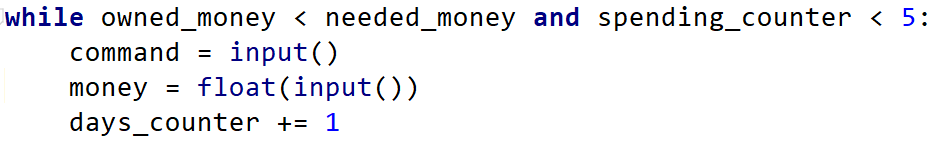 while owned_money < needed_money and spending_counter < 5:
    command = input()
    money = float(input())
    days_counter += 1